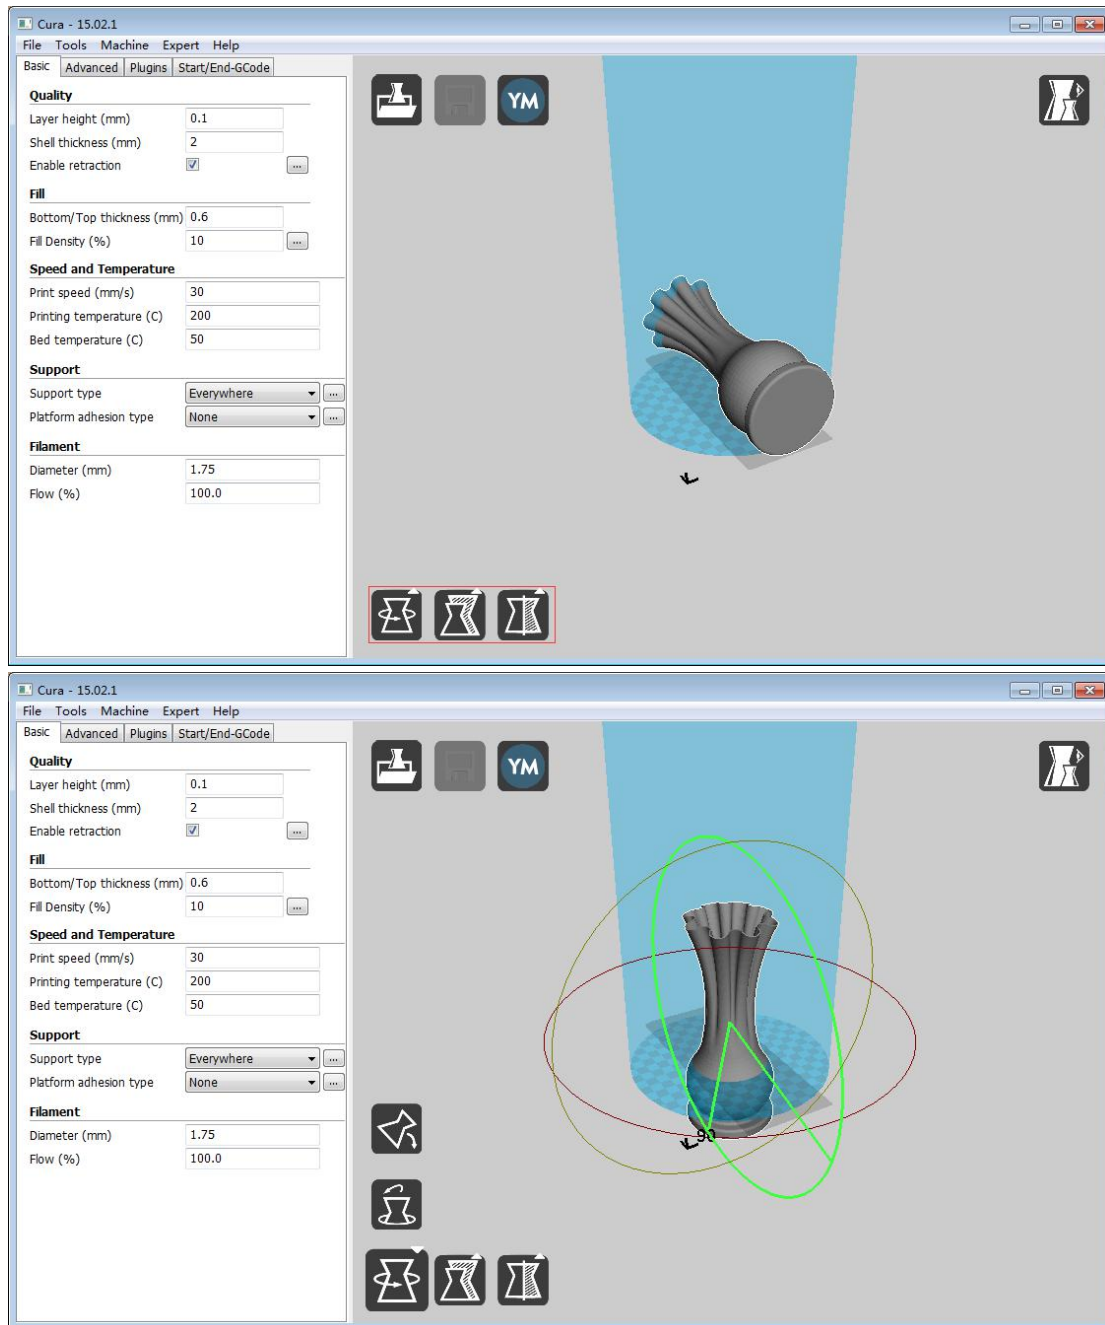 Cura - 15.02.1
File Tools Machine Expert Help
Basic Advanced Plugins Start/End-GCode
Quality
Layer height (mm) 0.1
Shell thickness (mm) 2
Enable retraction ...
Fill
Bottom/Top thickness (mm) 0.6
Fill Density (%) 10 ...
Speed and Temperature
Print speed (mm/s) 30
Printing temperature (C) 200
Bed temperature (C) 50
Support
Support type Everywhere ...
Platform adhesion type None ...
Filament
Diameter (mm) 1.75
Flow (%) 100.0
YM
Cura - 15.02.1
File Tools Machine Expert Help
Basic Advanced Plugins Start/End-GCode
Quality
Layer height (mm) 0.1
Shell thickness (mm) 2
Enable retraction ...
Fill
Bottom/Top thickness (mm) 0.6
Fill Density (%) 10 ...
Speed and Temperature
Print speed (mm/s) 30
Printing temperature (C) 200
Bed temperature (C) 50
Support
Support type Everywhere ...
Platform adhesion type None ...
Filament
Diameter (mm) 1.75
Flow (%) 100.0
YM
90